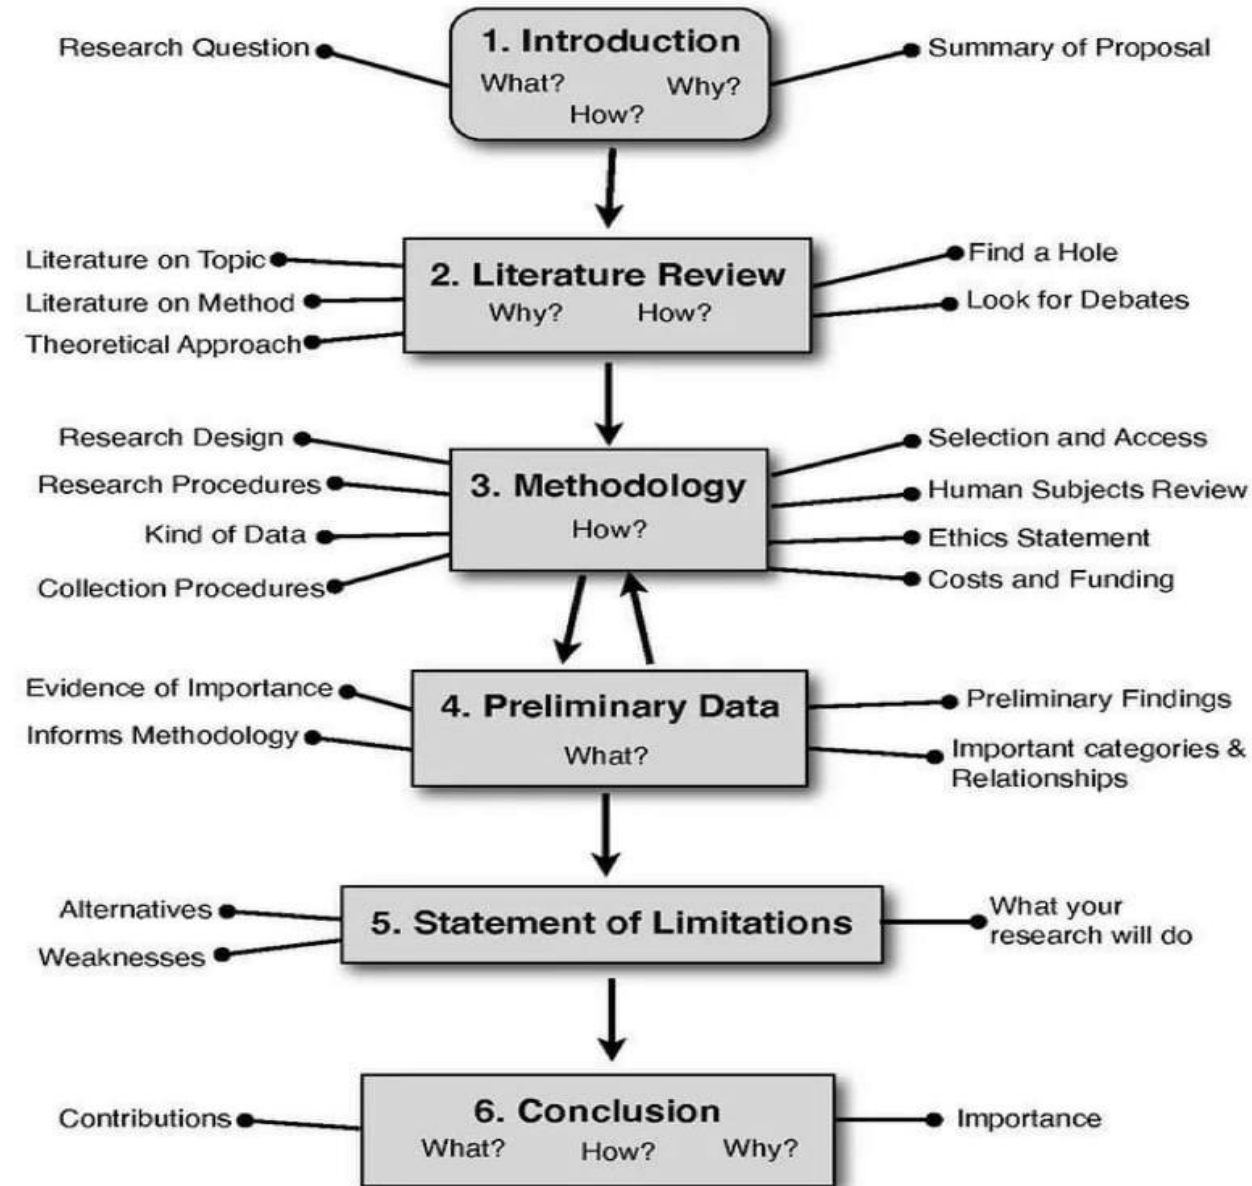 1. Introduction
What?
Why?
How?
Research Question
Summary of Proposal
2. Literature Review
Why?
How?
Literature on Topic
Literature on Method
Theoretical Approach
Find a Hole
Look for Debates
3. Methodology
How?
Research Design
Research Procedures
Kind of Data
Collection Procedures
Selection and Access
Human Subjects Review
Ethics Statement
Costs and Funding
4. Preliminary Data
What?
Evidence of Importance
Informs Methodology
Preliminary Findings
Important categories &
Relationships
5. Statement of Limitations
Alternatives
Weaknesses
What your
research will do
6. Conclusion
What?
How?
Why?
Contributions
Importance